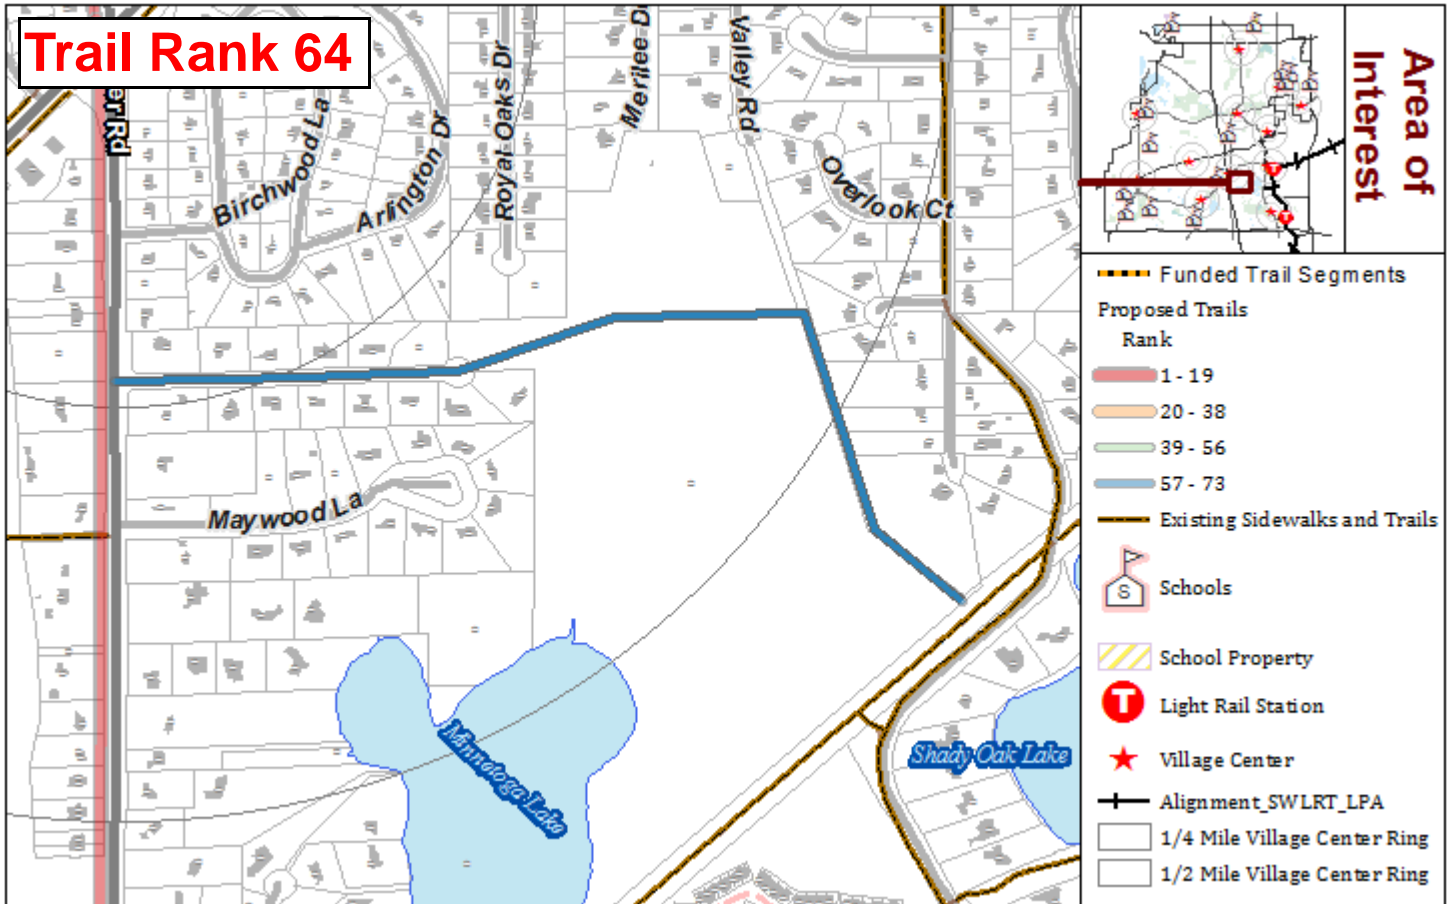 Trail Rank 64
er Rd
Birchwood La
Arlington Dr
Royal Oaks Dr
Merilee D
Valley Rd
Overlook Ct
Maywood La
Minnetoga Lake
Shady Oak Lake
Area of
Interest
T
T
Funded Trail Segments
Proposed Trails
Rank
1 - 19
20 - 38
39 - 56
57 - 73
Existing Sidewalks and Trails
S
Schools
School Property
T
Light Rail Station
Village Center
Alignment_SWLRT_LPA
1/4 Mile Village Center Ring
1/2 Mile Village Center Ring